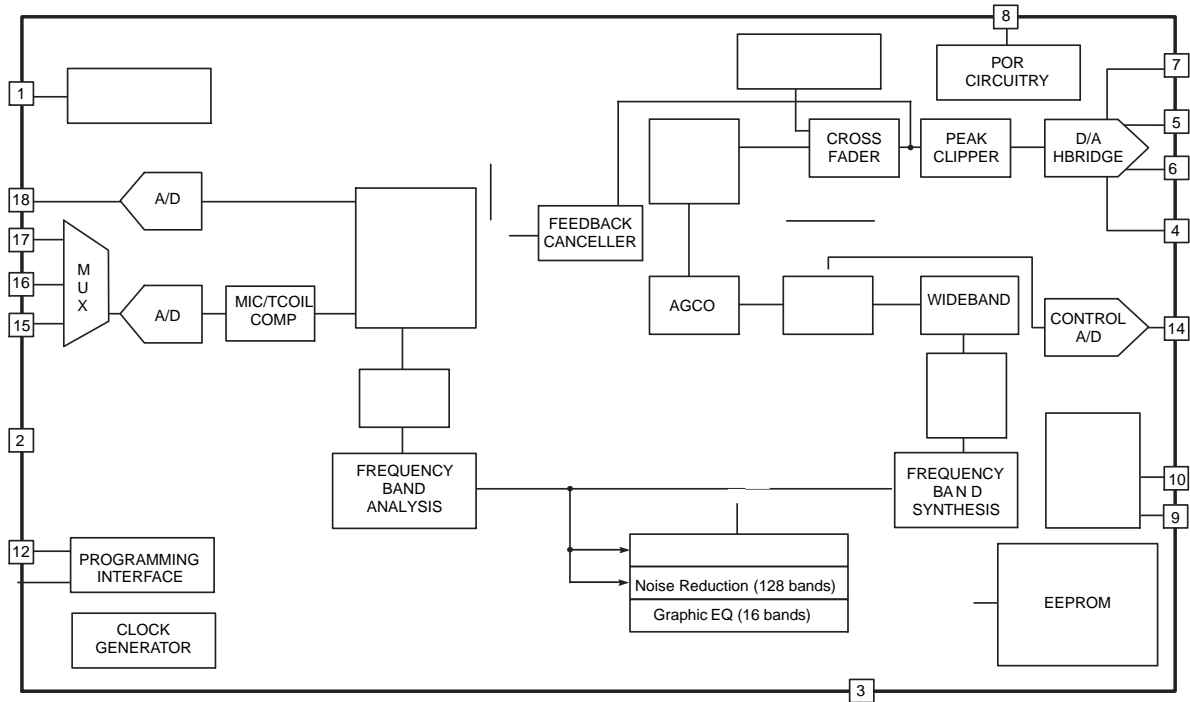 8
POR
CIRCUITRY
7
1
5
D/A
HBRIDGE
CROSS
FADER
PEAK
CLIPPER
6
18
A/D
FEEDBACK
CANCELLER
4
17
16
15
M
U
X
A/D
MIC/TCOIL
COMP
AGCO
WIDEBAND
CONTROL
A/D
14
2
FREQUENCY
BAND
ANALYSIS
FREQUENCY
BAN D
SYNTHESIS
10
9
12
PROGRAMMING
INTERFACE
Noise Reduction (128 bands)
Graphic EQ (16 bands)
EEPROM
CLOCK
GENERATOR
3